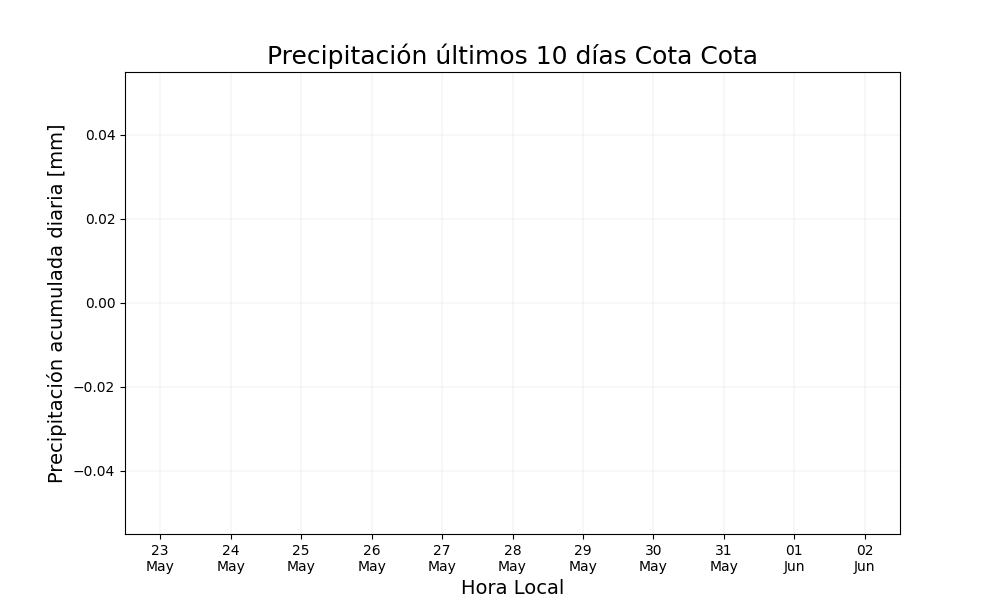 Precipitación últimos 10 días Cota Cota
Precipitación acumulada diaria [mm]
0.04
0.02
0.00
−0.02
−0.04
23 24 25 26 27 28 29 30 31 01 02
May May May May May May May May May Jun Jun
Hora Local